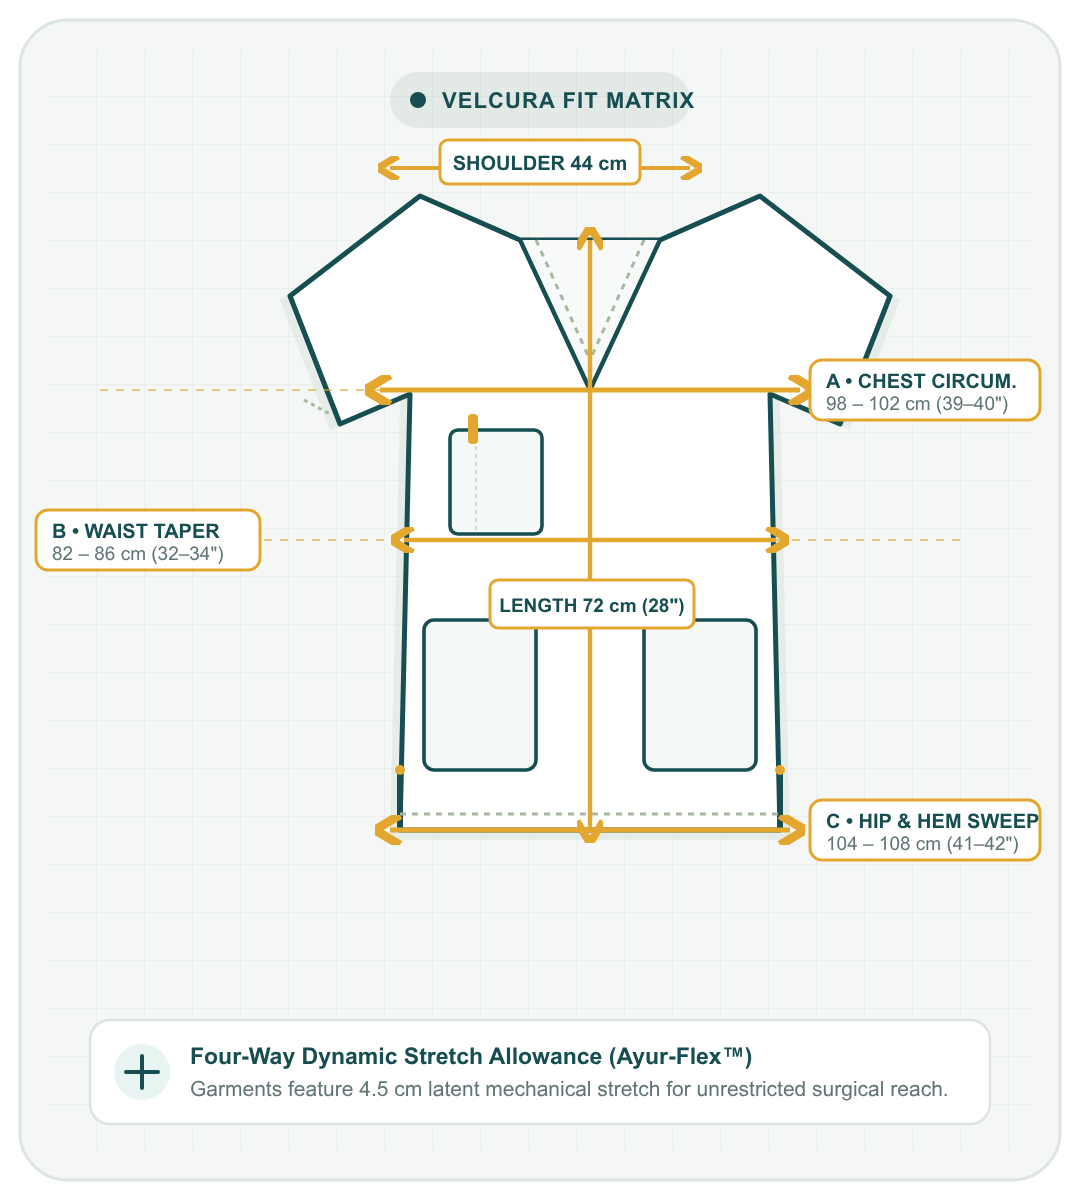 VELCURA FIT MATRIX
SHOULDER 44 cm
A • CHEST CIRCUM.
98 – 102 cm (39–40")
B • WAIST TAPER
82 – 86 cm (32–34")
LENGTH 72 cm (28")
C • HIP & HEM SWEEP
104 – 108 cm (41–42")
Four-Way Dynamic Stretch Allowance (Ayur-Flex™)
Garments feature 4.5 cm latent mechanical stretch for unrestricted surgical reach.